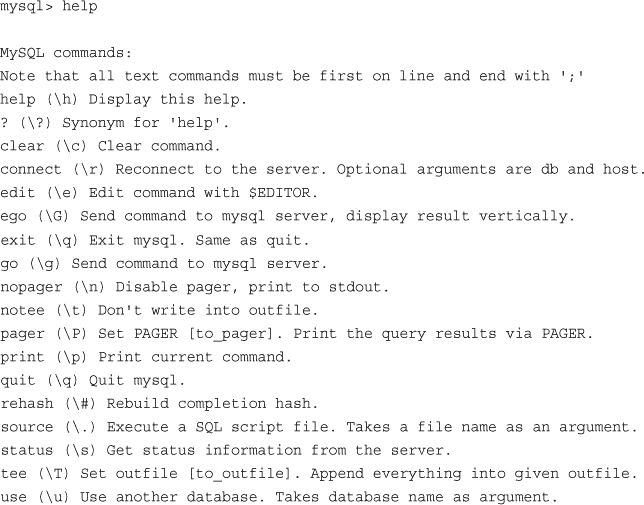 mysql> help
MySQL commands:
Note that all text commands must be first on line and end with ';'
help (\h) Display this help.
? (\?) Synonym for 'help'.
clear (\c) Clear command.
connect (\r) Reconnect to the server. Optional arguments are db and host.
edit (\e) Edit command with $EDITOR.
ego (\G) Send command to mysql server, display result vertically.
exit (\q) Exit mysql. Same as quit.
go (\g) Send command to mysql server.
nopager (\n) Disable pager, print to stdout.
notee (\t) Don't write into outfile.
pager (\P) Set PAGER [to_pager]. Print the query results via PAGER.
print (\p) Print current command.
quit (\q) Quit mysql.
rehash (\#) Rebuild completion hash.
source (\.) Execute a SQL script file. Takes a file name as an argument.
status (\s) Get status information from the server.
tee (\T) Set outfile [to_outfile]. Append everything into given outfile.
use (\u) Use another database. Takes database name as argument.